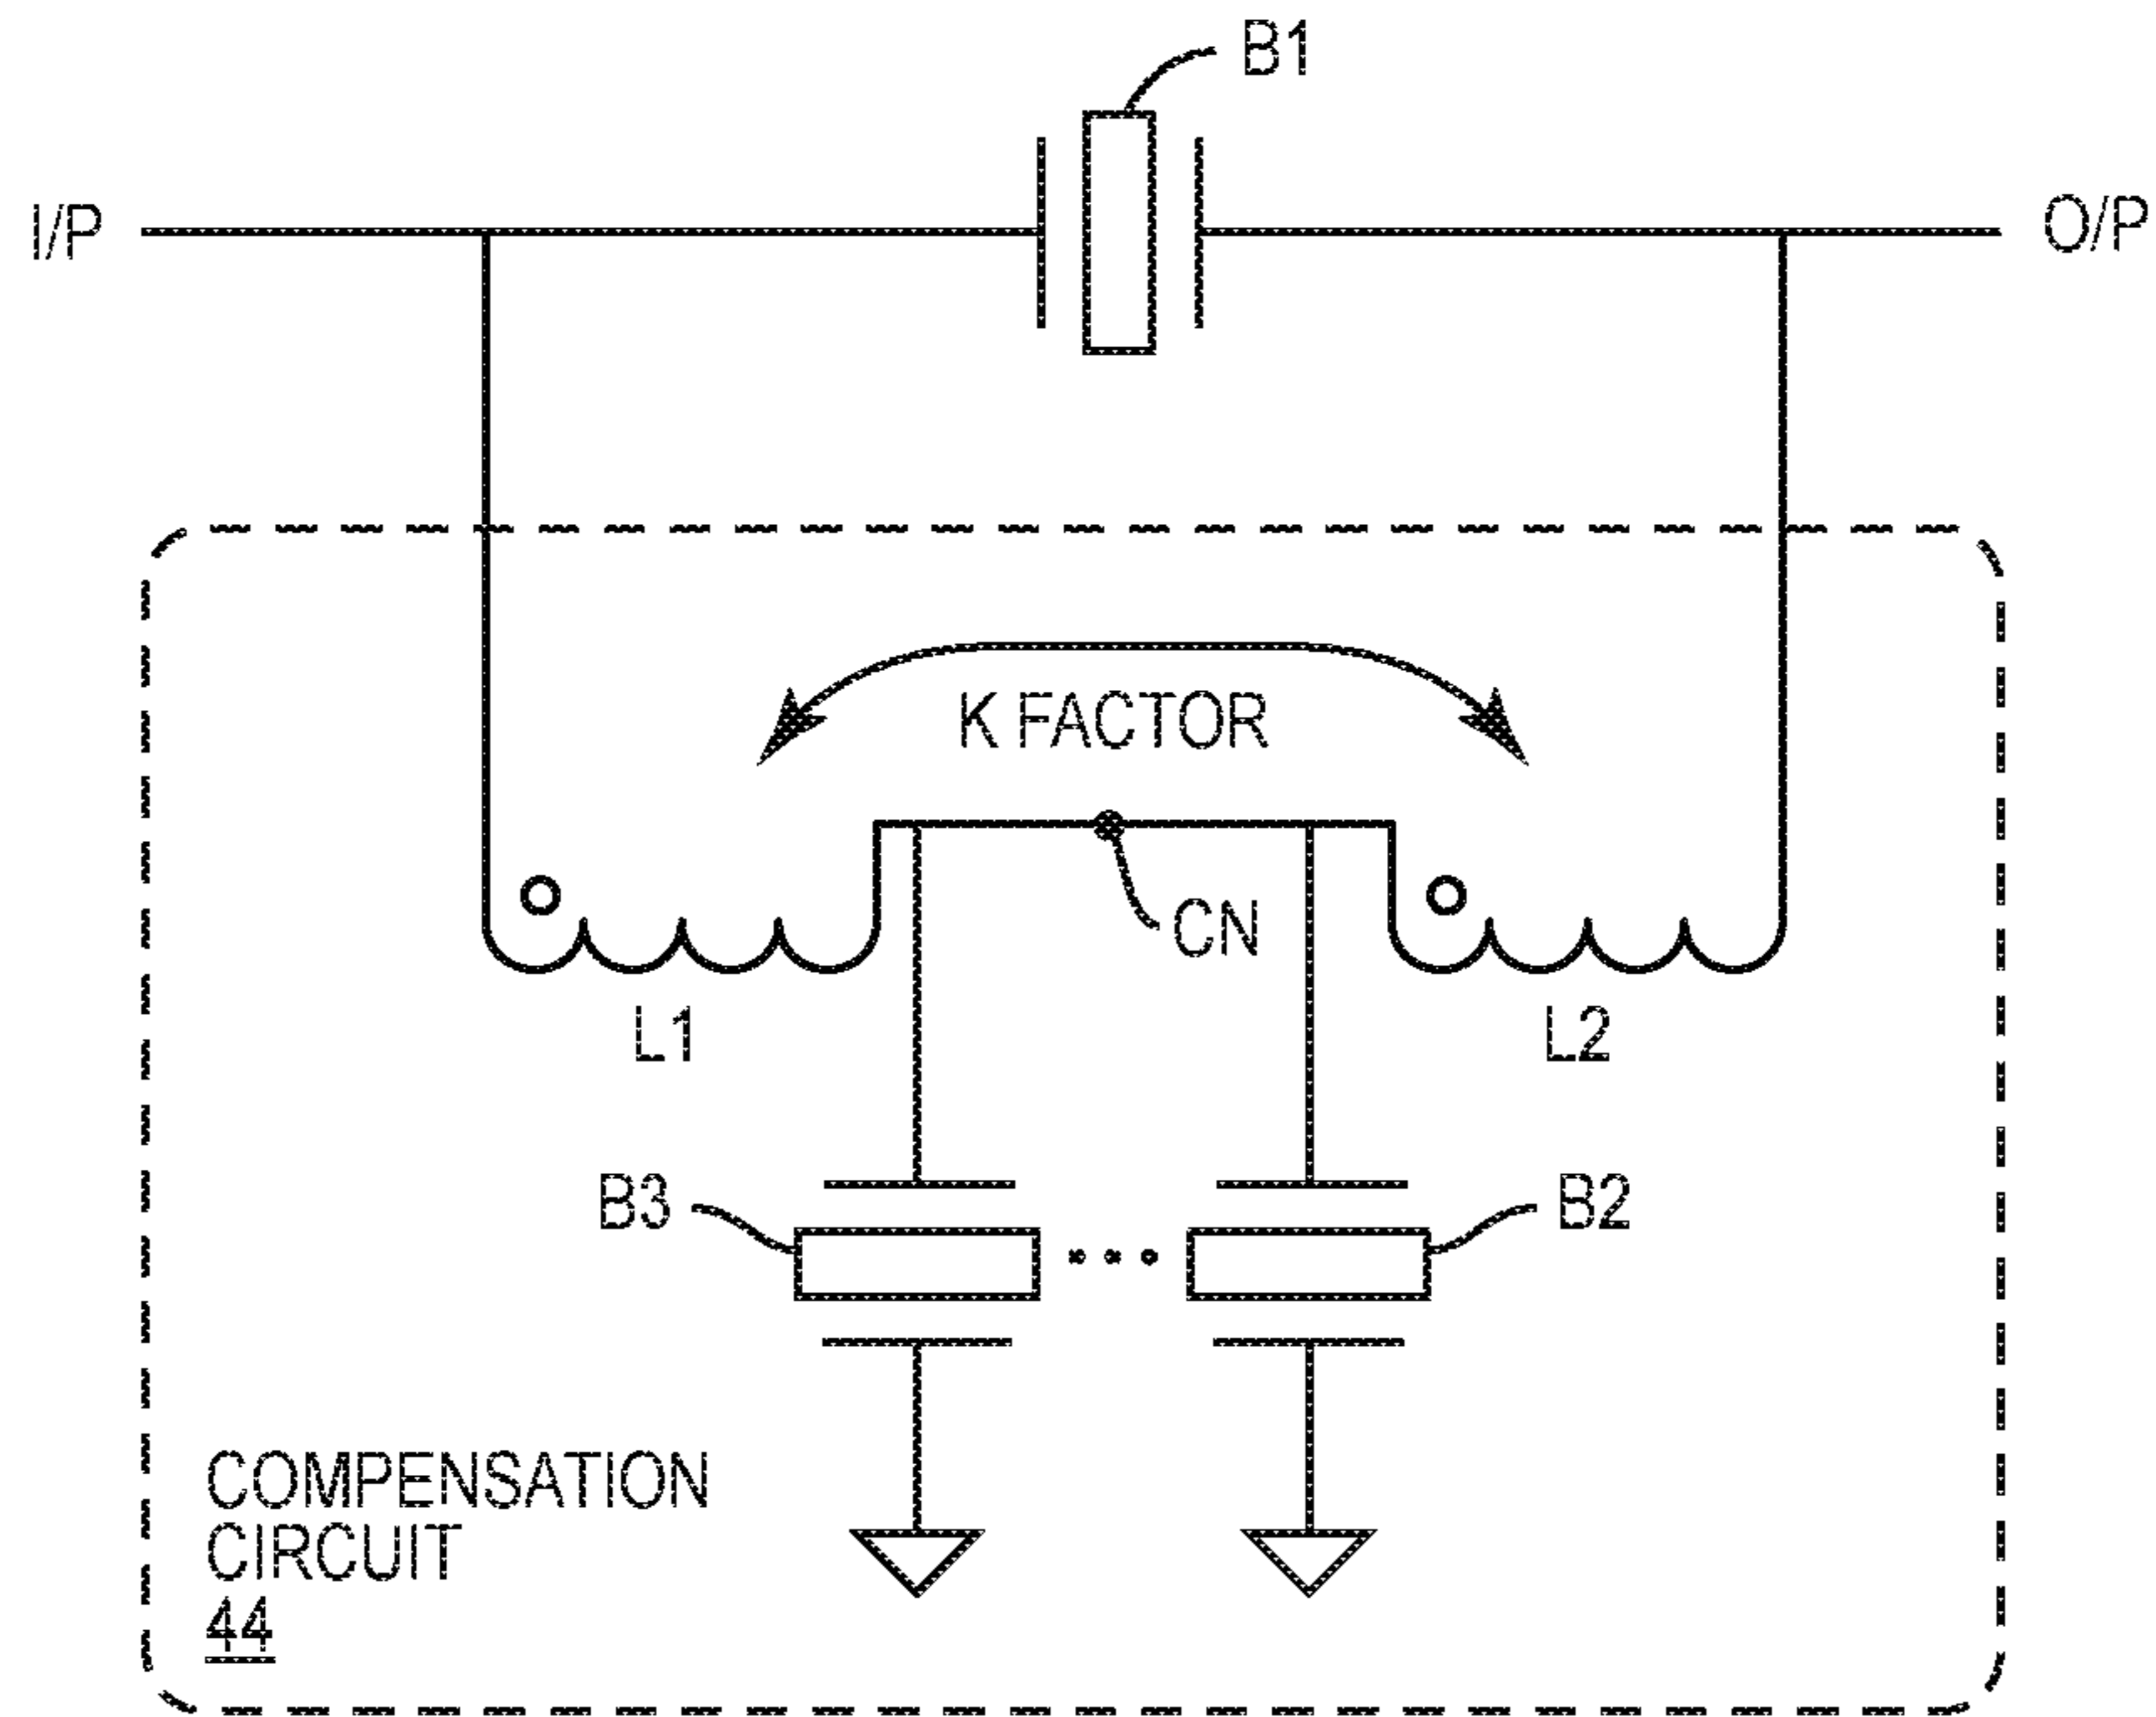 B1
I/P
O/P
K FACTOR
CN
L1
L2
B3
B2
COMPENSATION
CIRCUIT
44